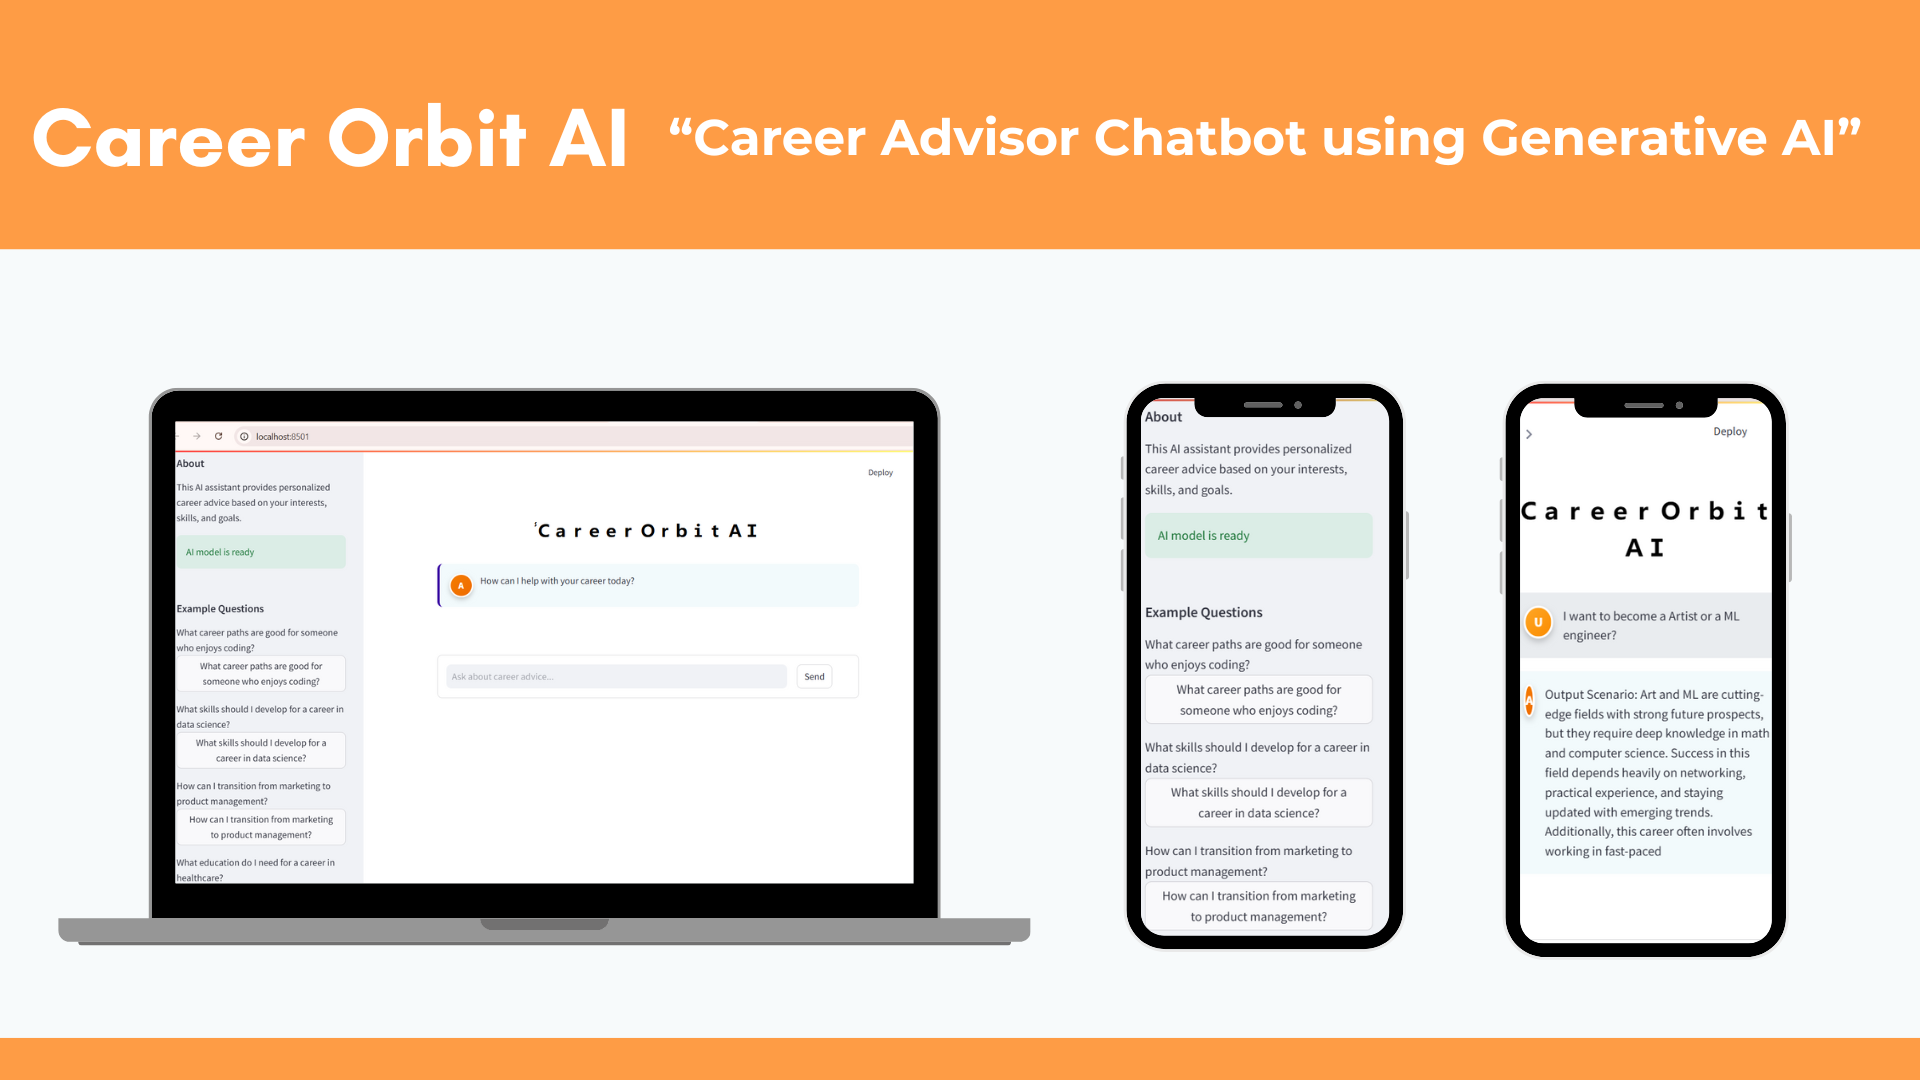 Career Orbit AI “Career Advisor Chatbot using Generative AI”
localhost:8501
About
This AI assistant provides personalized
career advice based on your interests,
skills, and goals.
AI model is ready
Example Questions
What career paths are good for someone
who enjoys coding?
What career paths are good for
someone who enjoys coding?
What skills should I develop for a career in
data science?
What skills should I develop for a
career in data science?
How can I transition from marketing to
product management?
How can I transition from marketing
to product management?
What education do I need for a career in
healthcare?
Deploy
CareerOrbitAI
A
How can I help with your career today?
Ask about career advice...
Send
About
This AI assistant provides personalized
career advice based on your interests,
skills, and goals.
AI model is ready
Example Questions
What career paths are good for someone
who enjoys coding?
What career paths are good for
someone who enjoys coding?
What skills should I develop for a career in
data science?
What skills should I develop for a
career in data science?
How can I transition from marketing to
product management?
How can I transition from marketing
to product management?
Deploy
CareerOrbit
AI
U
I want to become a Artist or a ML
engineer?
A
Output Scenario: Art and ML are cutting-
edge fields with strong future prospects,
but they require deep knowledge in math
and computer science. Success in this
field depends heavily on networking,
practical experience, and staying
updated with emerging trends.
Additionally, this career often involves
working in fast-paced